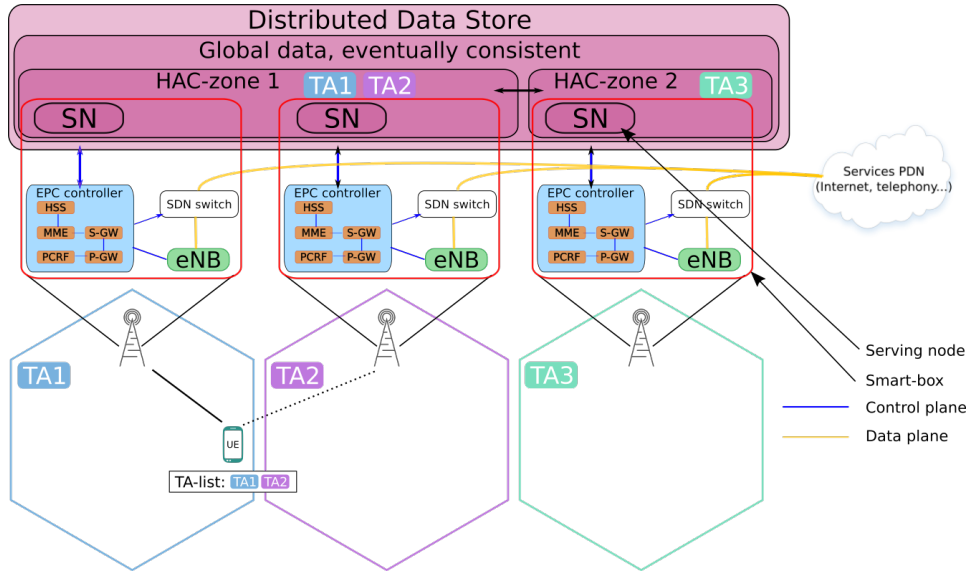 Distributed Data Store
Global data, eventually consistent
HAC-zone 1 TA1 TA2
HAC-zone 2 TA3
SN
SN
SN
EPC controller
HSS
MME S-GW
PCRF P-GW
SDN switch
eNB
EPC controller
HSS
MME S-GW
PCRF P-GW
SDN switch
eNB
EPC controller
HSS
MME S-GW
PCRF P-GW
SDN switch
eNB
Services PDN
(Internet, telephony...)
TA1
TA2
TA3
UE
TA-list: TA1 TA2
Serving node
Smart-box
Control plane
Data plane